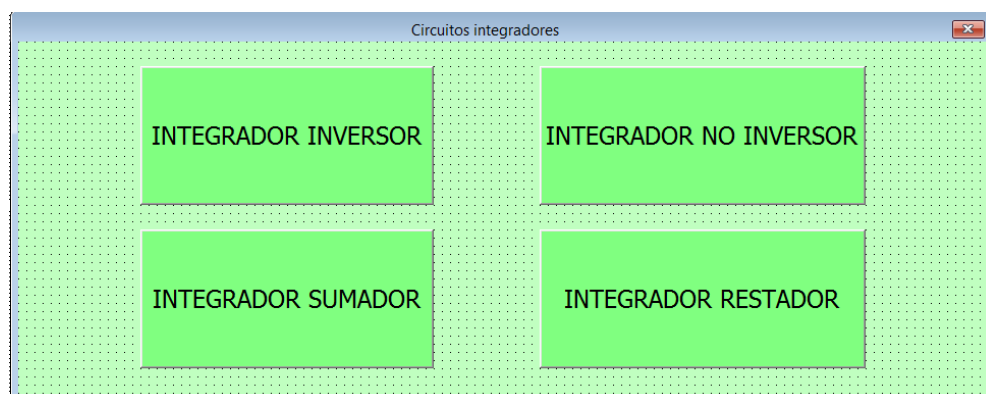 Circuitos integradores
INTEGRADOR INVERSOR
INTEGRADOR NO INVERSOR
INTEGRADOR SUMADOR
INTEGRADOR RESTADOR